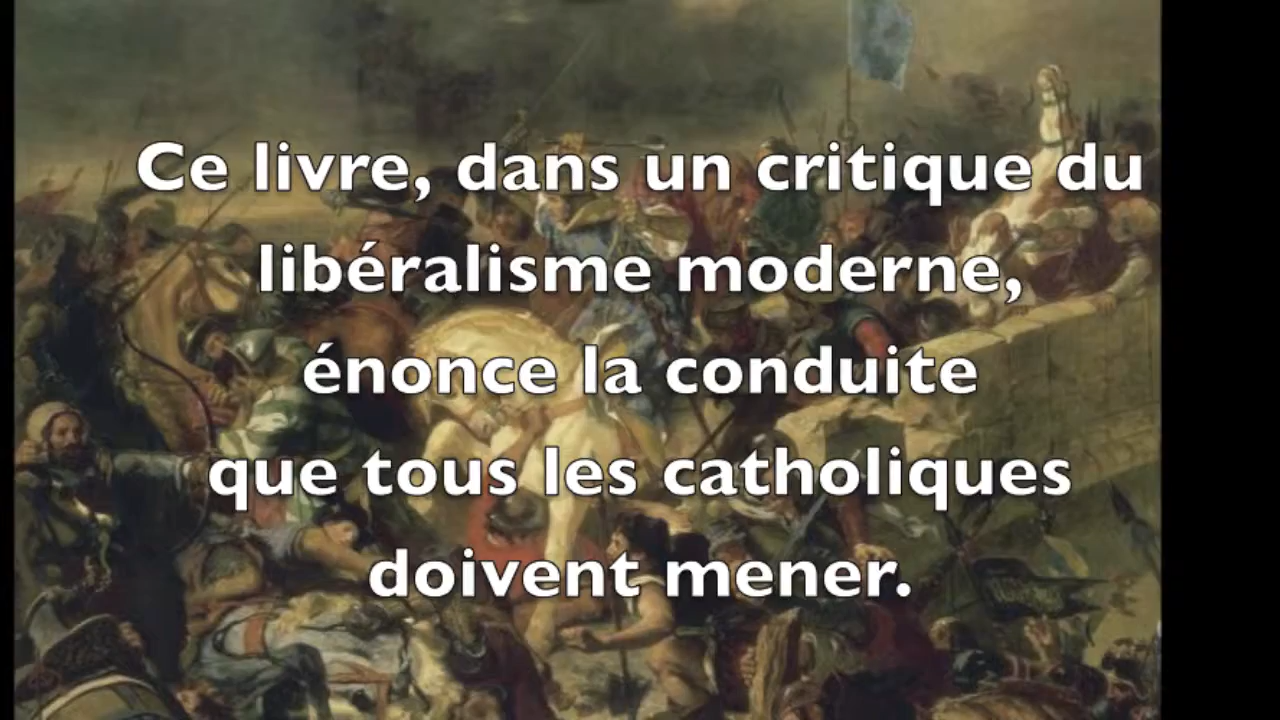 Ce livre, dans un critique du
libéralisme moderne,
énonce la conduite
que tous les catholiques
doivent mener.